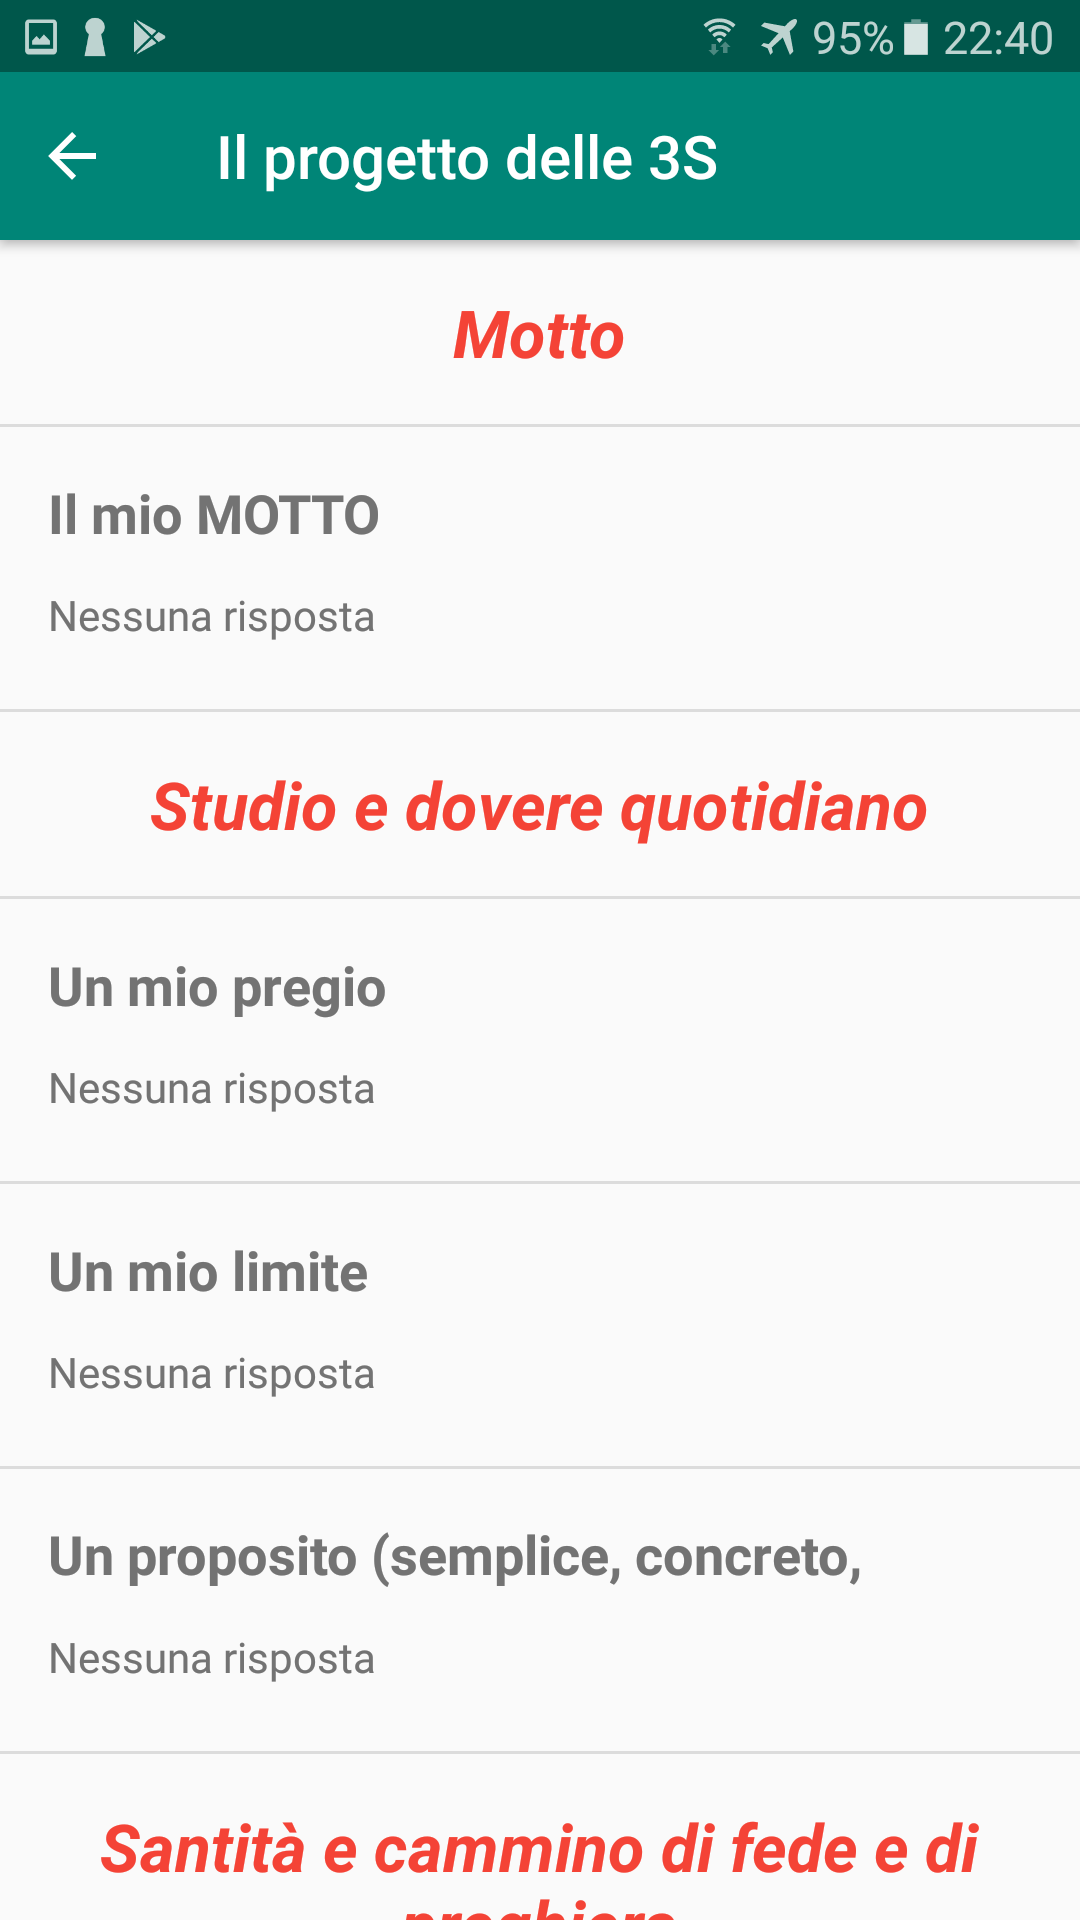 95% 22:40
Il progetto delle 3S
Motto
Il mio MOTTO
Nessuna risposta
Studio e dovere quotidiano
Un mio pregio
Nessuna risposta
Un mio limite
Nessuna risposta
Un proposito (semplice, concreto,
Nessuna risposta
Santità e cammino di fede e di
preghiera